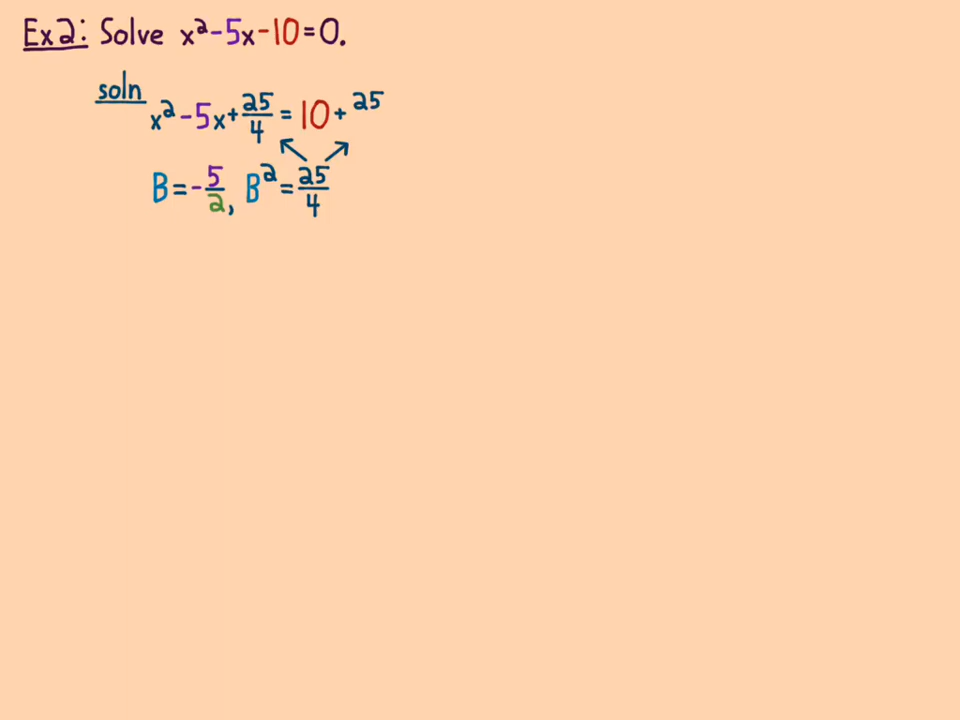 Ex2: Solve x²-5x-10=0.
soln
x²-5x+25/4=10+25
B=-5/2, B²=25/4